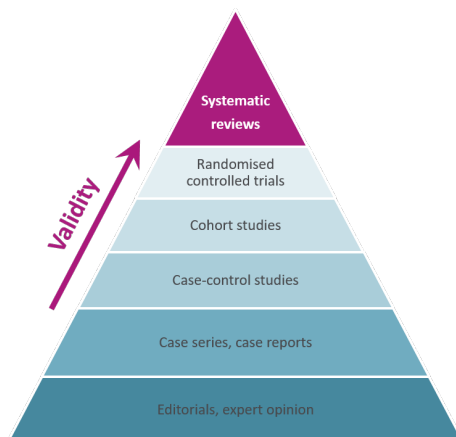 Systematic
reviews
Randomised
controlled trials
Validity
Cohort studies
Case-control studies
Case series, case reports
Editorials, expert opinion